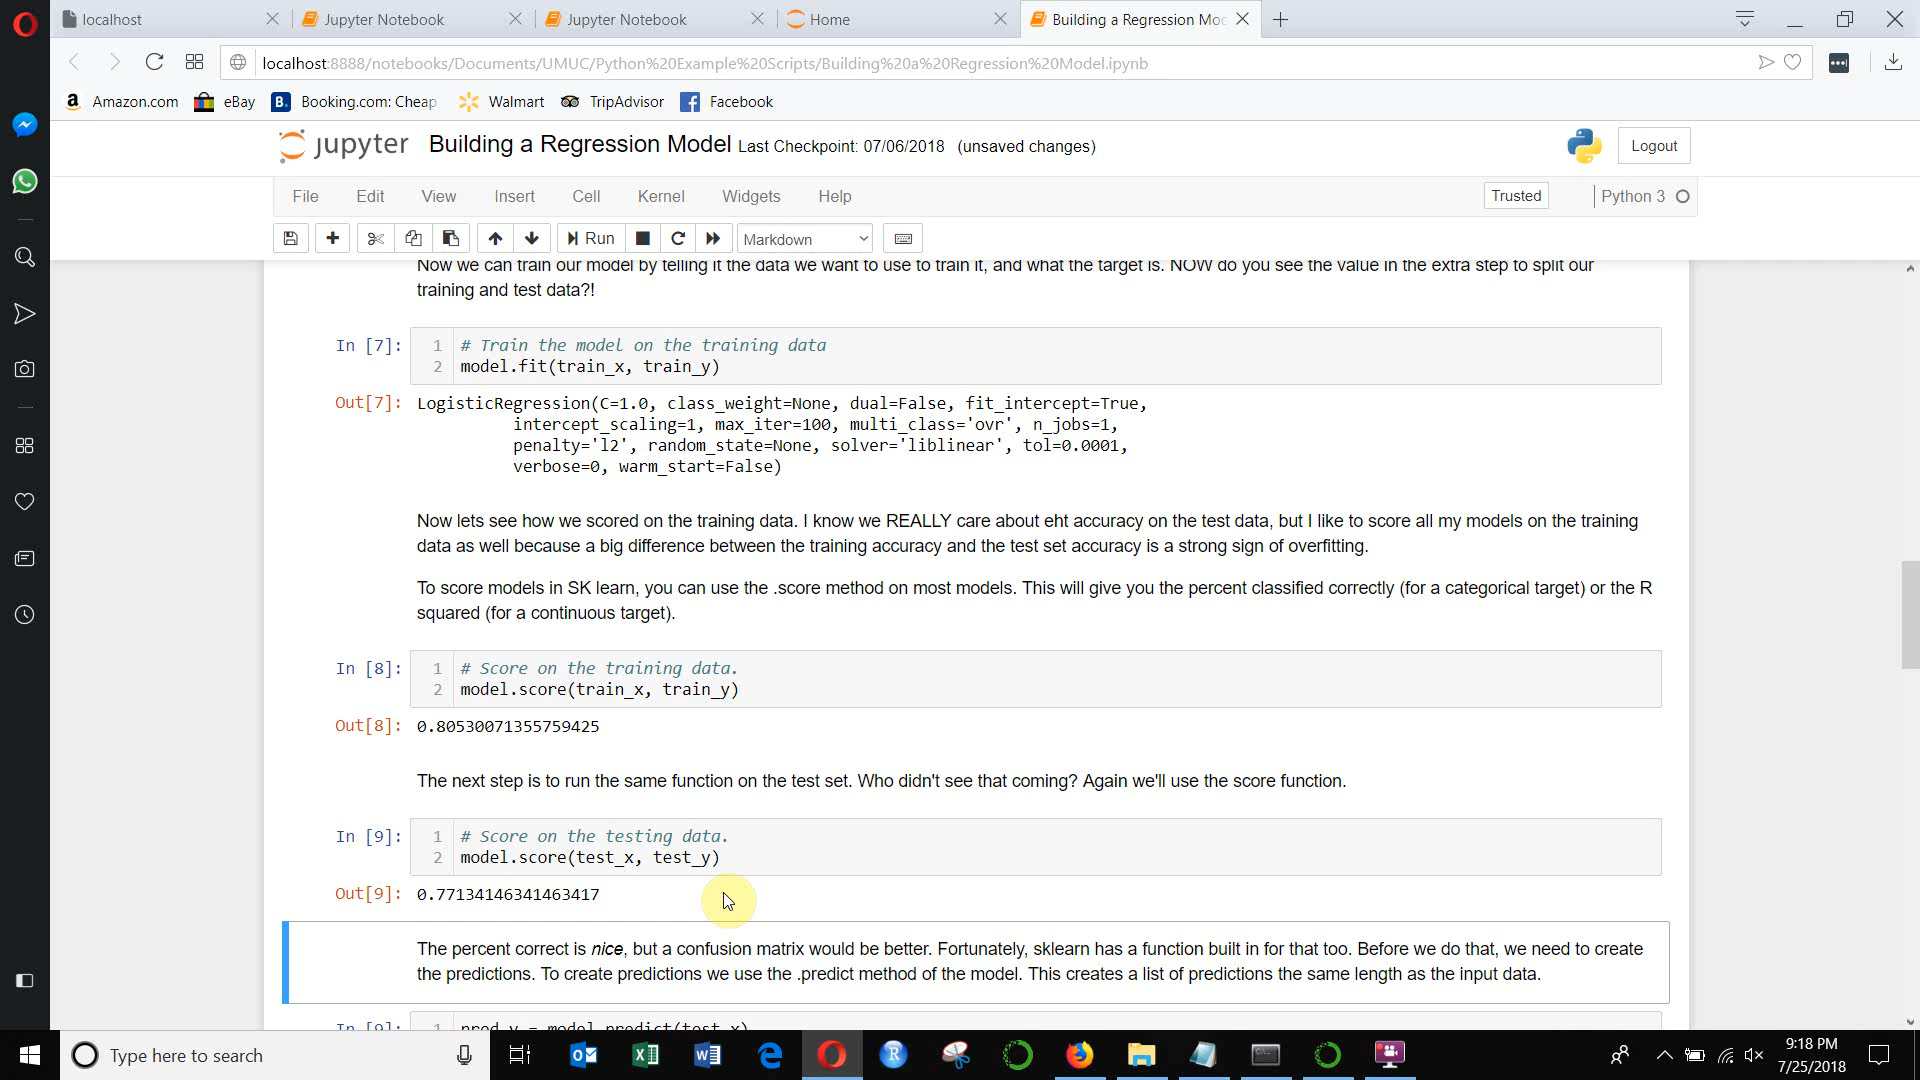 localhost
Jupyter Notebook
Jupyter Notebook
Home
Building a Regression Mod
localhost:8888/notebooks/Documents/UMUC/Python%20Example%20Scripts/Building%20a%20Regression%20Model.ipynb
Amazon.com eBay B. Booking.com: Cheap Walmart TripAdvisor Facebook
jupyter Building a Regression Model Last Checkpoint: 07/06/2018 (unsaved changes) Logout
File Edit View Insert Cell Kernel Widgets Help Trusted Python 3
Run Markdown
Now we can train our model by telling it the data we want to use to train it, and what the target is. NOW do you see the value in the extra step to split our
training and test data?!
In [7]: 1 # Train the model on the training data
2 model.fit(train_x, train_y)
Out[7]: LogisticRegression(C=1.0, class_weight=None, dual=False, fit_intercept=True,
intercept_scaling=1, max_iter=100, multi_class='ovr', n_jobs=1,
penalty='l2', random_state=None, solver='liblinear', tol=0.0001,
verbose=0, warm_start=False)
Now lets see how we scored on the training data. I know we REALLY care about eht accuracy on the test data, but I like to score all my models on the training
data as well because a big difference between the training accuracy and the test set accuracy is a strong sign of overfitting.
To score models in SK learn, you can use the .score method on most models. This will give you the percent classified correctly (for a categorical target) or the R
squared (for a continuous target).
In [8]: 1 # Score on the training data.
2 model.score(train_x, train_y)
Out[8]: 0.80530071355759425
The next step is to run the same function on the test set. Who didn't see that coming? Again we'll use the score function.
In [9]: 1 # Score on the testing data.
2 model.score(test_x, test_y)
Out[9]: 0.77134146341463417
The percent correct is nice, but a confusion matrix would be better. Fortunately, sklearn has a function built in for that too. Before we do that, we need to create
the predictions. To create predictions we use the .predict method of the model. This creates a list of predictions the same length as the input data.
In [9]: 1 pred_y = model.predict(test_x)
Type here to search
9:18 PM
7/25/2018